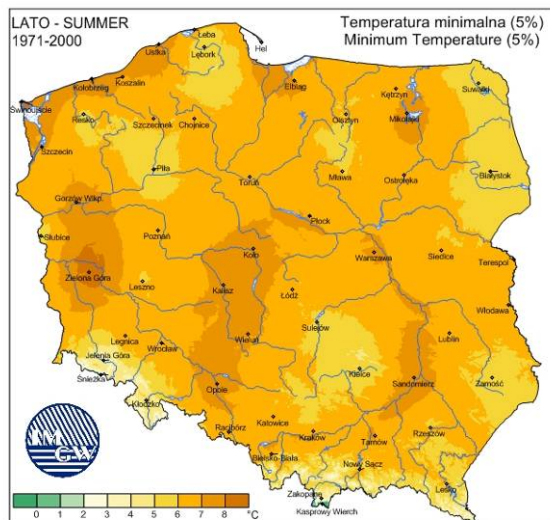 LATO - SUMMER
1971-2000
Temperatura minimalna (5%)
Minimum Temperature (5%)
Łeba
Hel
Ustka
Lębork
Koszalin
Kołobrzeg
Elbląg
Kętrzyn
Suwałki
Świnoujście
Resko
Szczecinek
Chojnice
Olsztyn
Mikołajki
Szczecin
Piła
Toruń
Mława
Ostrołęka
Białystok
Gorzów Wlkp.
Płock
Słubice
Poznań
Koło
Warszawa
Siedlce
Terespol
Zielona Góra
Leszno
Kalisz
Łódź
Włodawa
Sulejów
Legnica
Wrocław
Wieluń
Lublin
Jelenia Góra
Śnieżka
Kielce
Sandomierz
Zamość
Kłodzko
Opole
Katowice
Racibórz
Kraków
Tarnów
Rzeszów
Bielsko-Biała
Nowy Sącz
Lesko
Zakopane
Kasprowy Wierch
IM
GW
0 1 2 3 4 5 6 7 8 °C